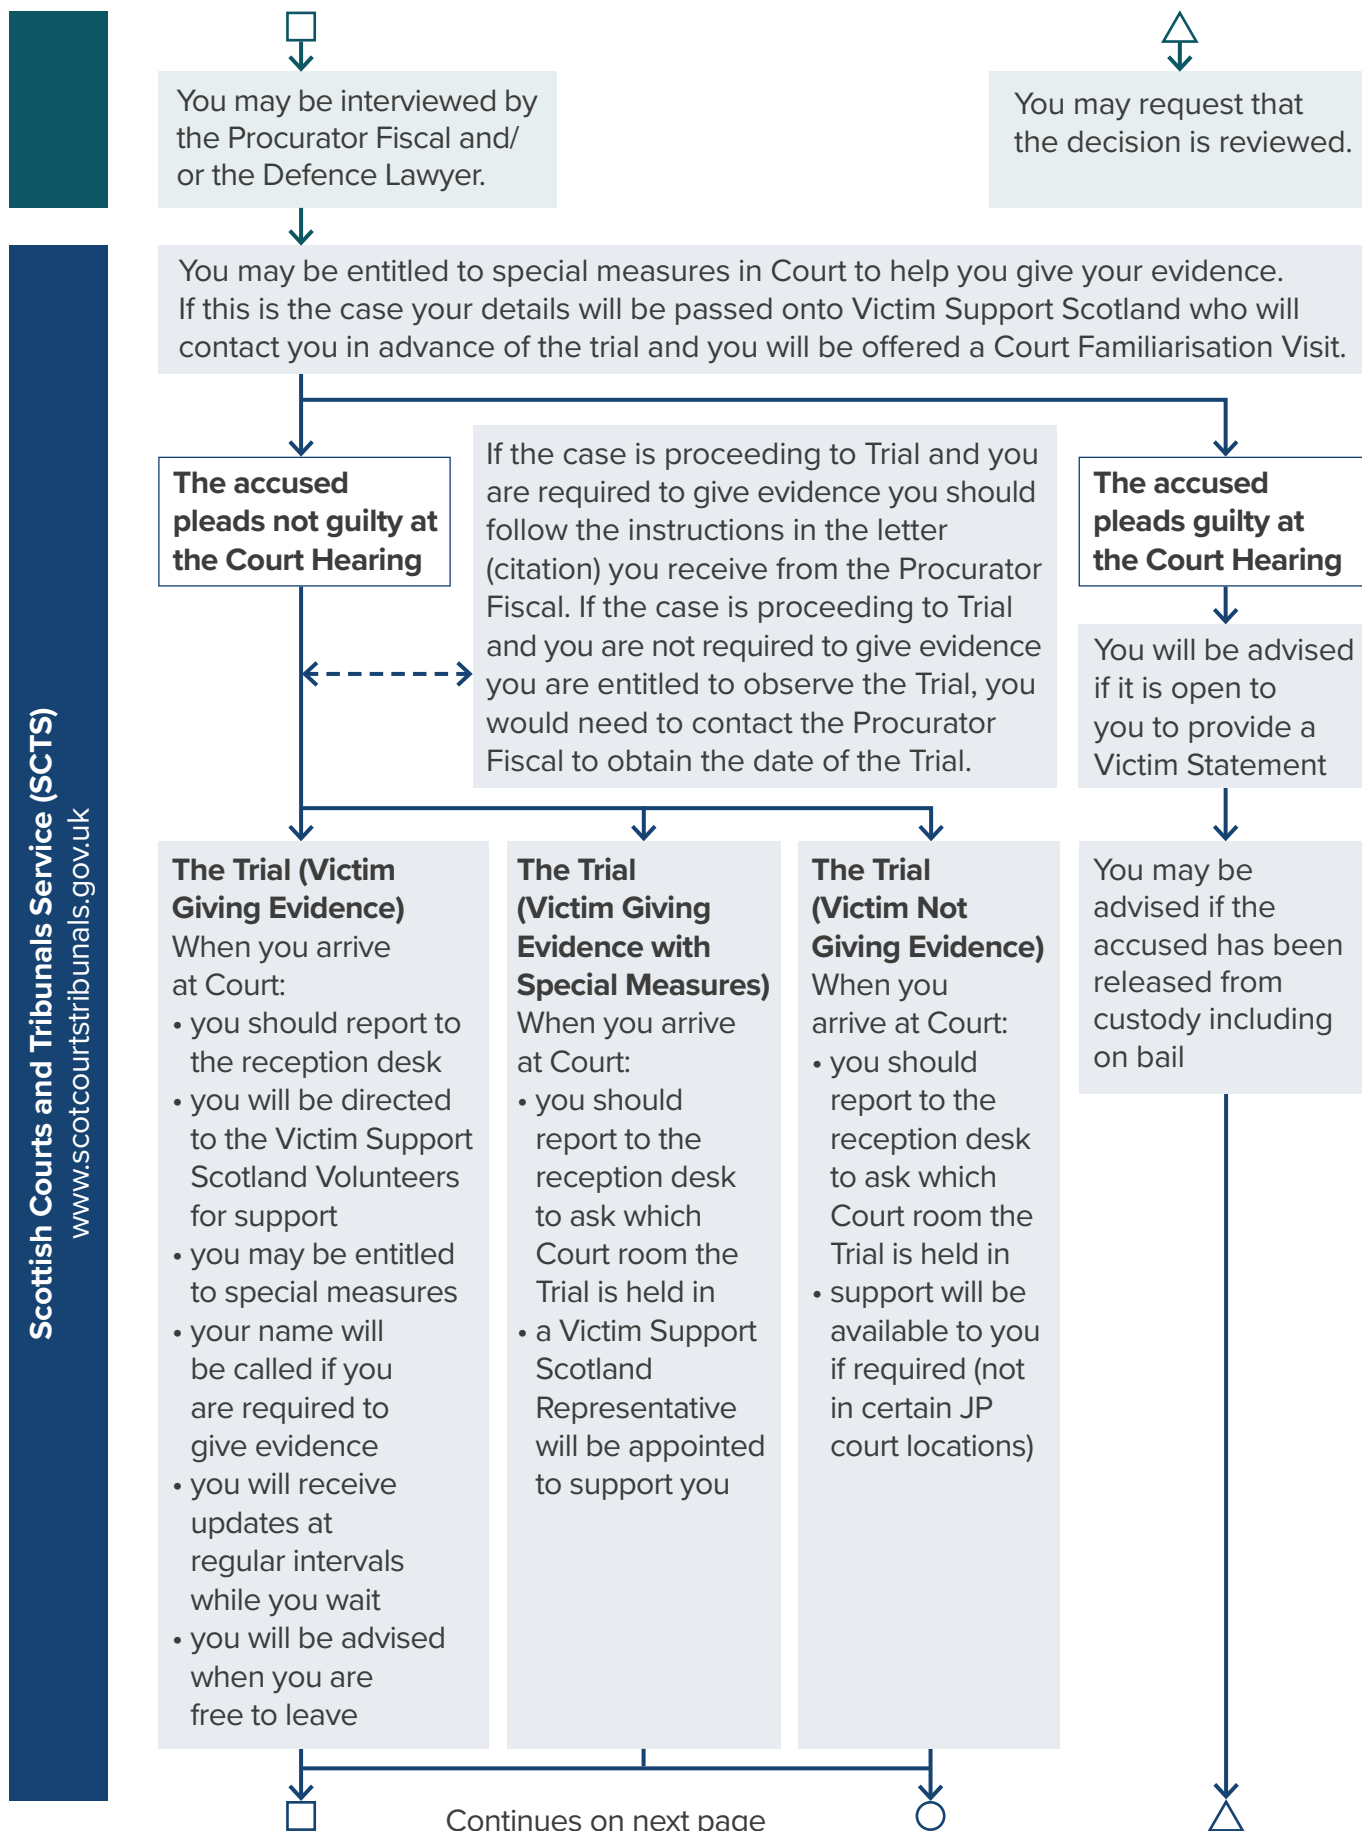 You may be interviewed by
the Procurator Fiscal and/
or the Defence Lawyer.
You may request that
the decision is reviewed.
Scottish Courts and Tribunals Service (SCTS)
www.scotcourtstribunals.gov.uk
You may be entitled to special measures in Court to help you give your evidence.
If this is the case your details will be passed onto Victim Support Scotland who will
contact you in advance of the trial and you will be offered a Court Familiarisation Visit.
The accused
pleads not guilty at
the Court Hearing
If the case is proceeding to Trial and you
are required to give evidence you should
follow the instructions in the letter
(citation) you receive from the Procurator
Fiscal. If the case is proceeding to Trial
and you are not required to give evidence
you are entitled to observe the Trial, you
would need to contact the Procurator
Fiscal to obtain the date of the Trial.
The accused
pleads guilty at
the Court Hearing
You will be advised
if it is open to
you to provide a
Victim Statement
The Trial (Victim
Giving Evidence)
When you arrive
at Court:
• you should report to
the reception desk
• you will be directed
to the Victim Support
Scotland Volunteers
for support
• you may be entitled
to special measures
• your name will
be called if you
are required to
give evidence
• you will receive
updates at
regular intervals
while you wait
• you will be advised
when you are
free to leave
The Trial
(Victim Giving
Evidence with
Special Measures)
When you arrive
at Court:
• you should
report to the
reception desk
to ask which
Court room the
Trial is held in
• a Victim Support
Scotland
Representative
will be appointed
to support you
The Trial
(Victim Not
Giving Evidence)
When you
arrive at Court:
• you should
report to the
reception desk
to ask which
Court room the
Trial is held in
• support will be
available to you
if required (not
in certain JP
court locations)
You may be
advised if the
accused has been
released from
custody including
on bail
Continues on next page